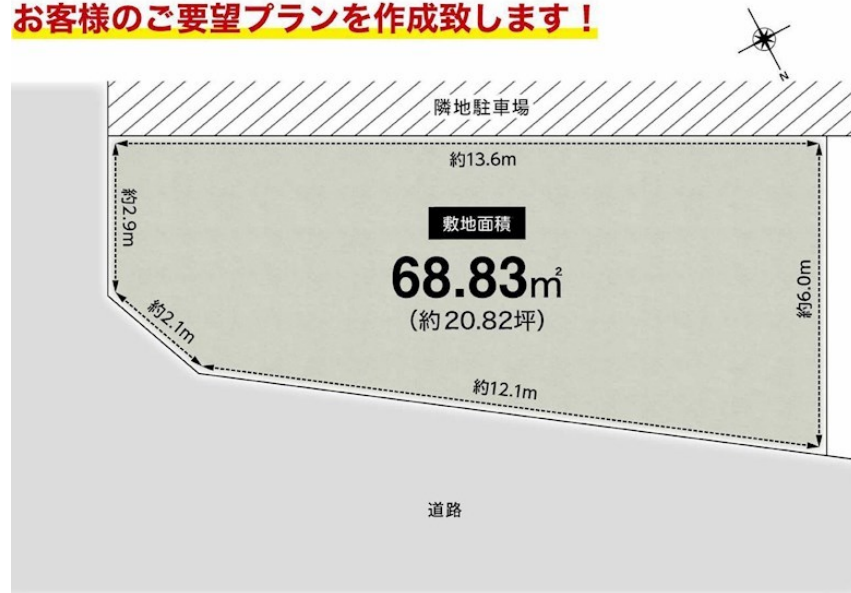 お客様のご要望プランを作成致します！
N
隣地駐車場
約13.6m
約2.9m
敷地面積
68.83㎡
（約20.82坪）
約6.0m
約2.1m
約12.1m
道路